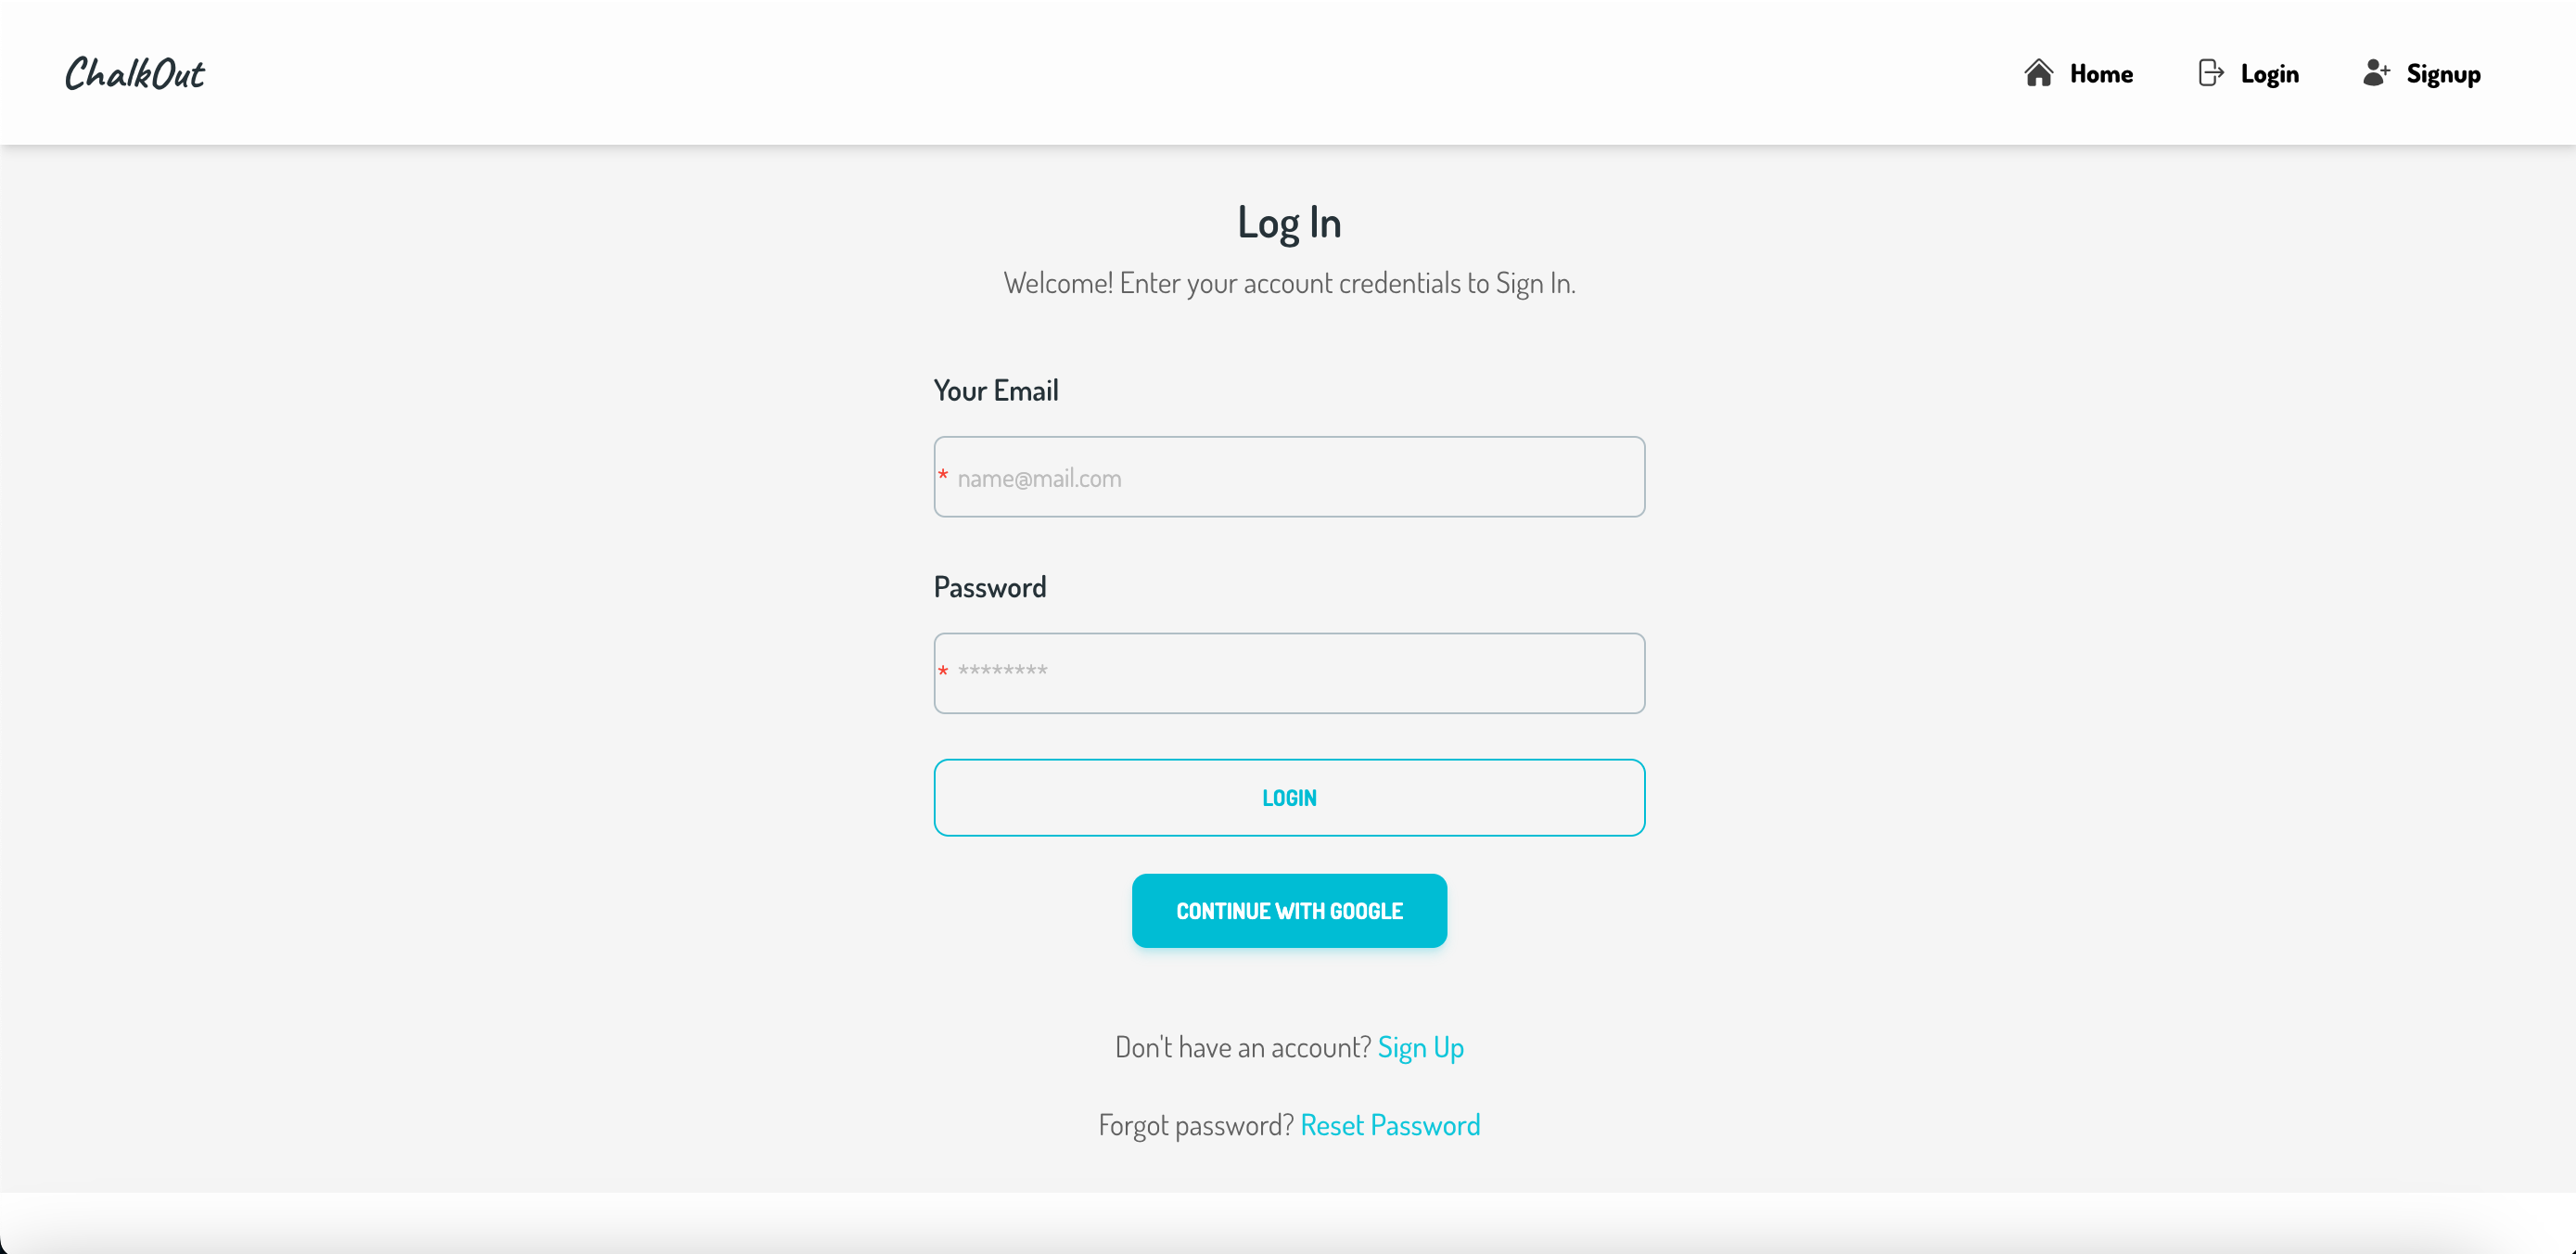 ChalkOut
Home Login Signup
Log In
Welcome! Enter your account credentials to Sign In.
Your Email
* name@mail.com
Password
* ********
LOGIN
CONTINUE WITH GOOGLE
Don't have an account? Sign Up
Forgot password? Reset Password